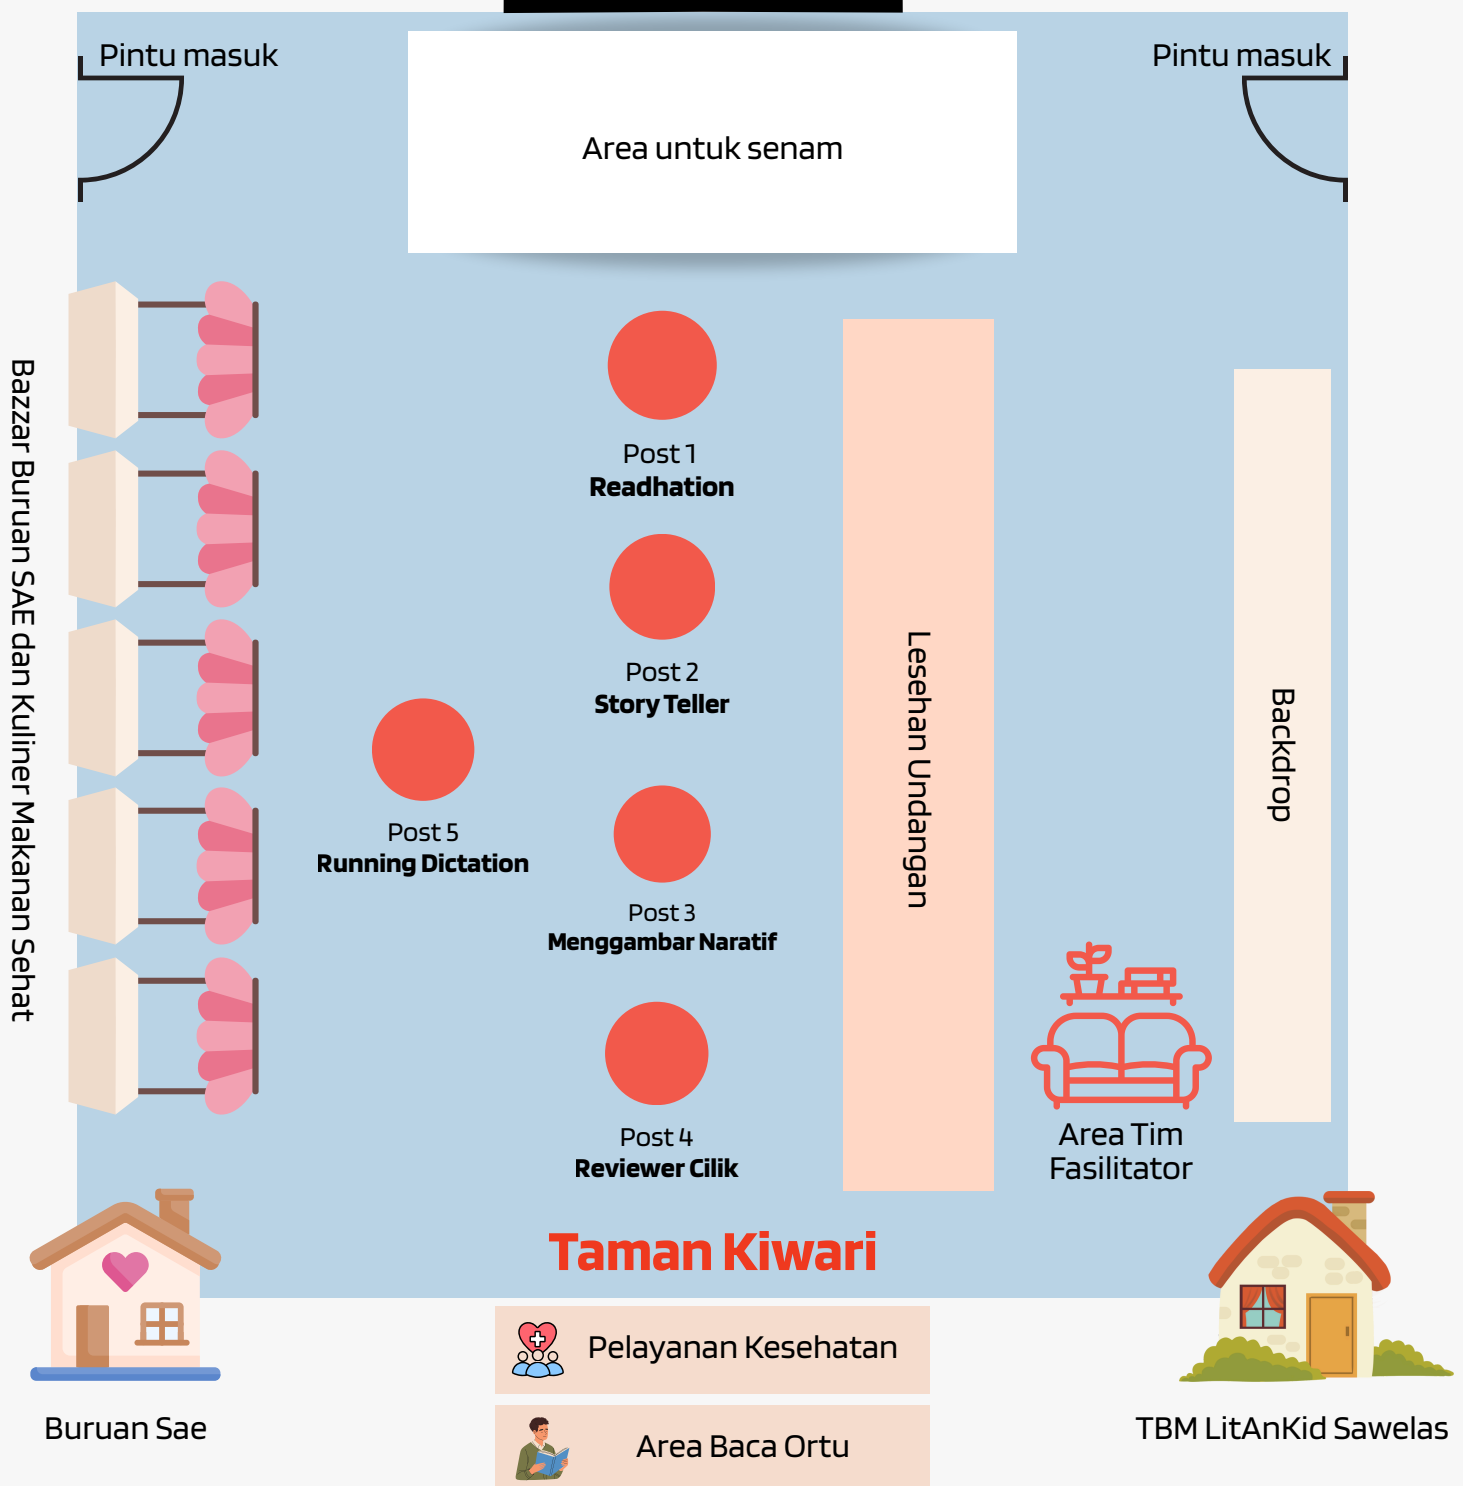 Pintu masuk
Pintu masuk
Area untuk senam
Bazzar Buruan SAE dan Kuliner Makanan Sehat
Post 1
Readhation
Post 2
Story Teller
Post 5
Running Dictation
Post 3
Menggambar Naratif
Post 4
Reviewer Cilik
Lesehan Undangan
Backdrop
Area Tim
Fasilitator
Taman Kiwari
Pelayanan Kesehatan
Area Baca Ortu
Buruan Sae
TBM LitAnKid Sawelas